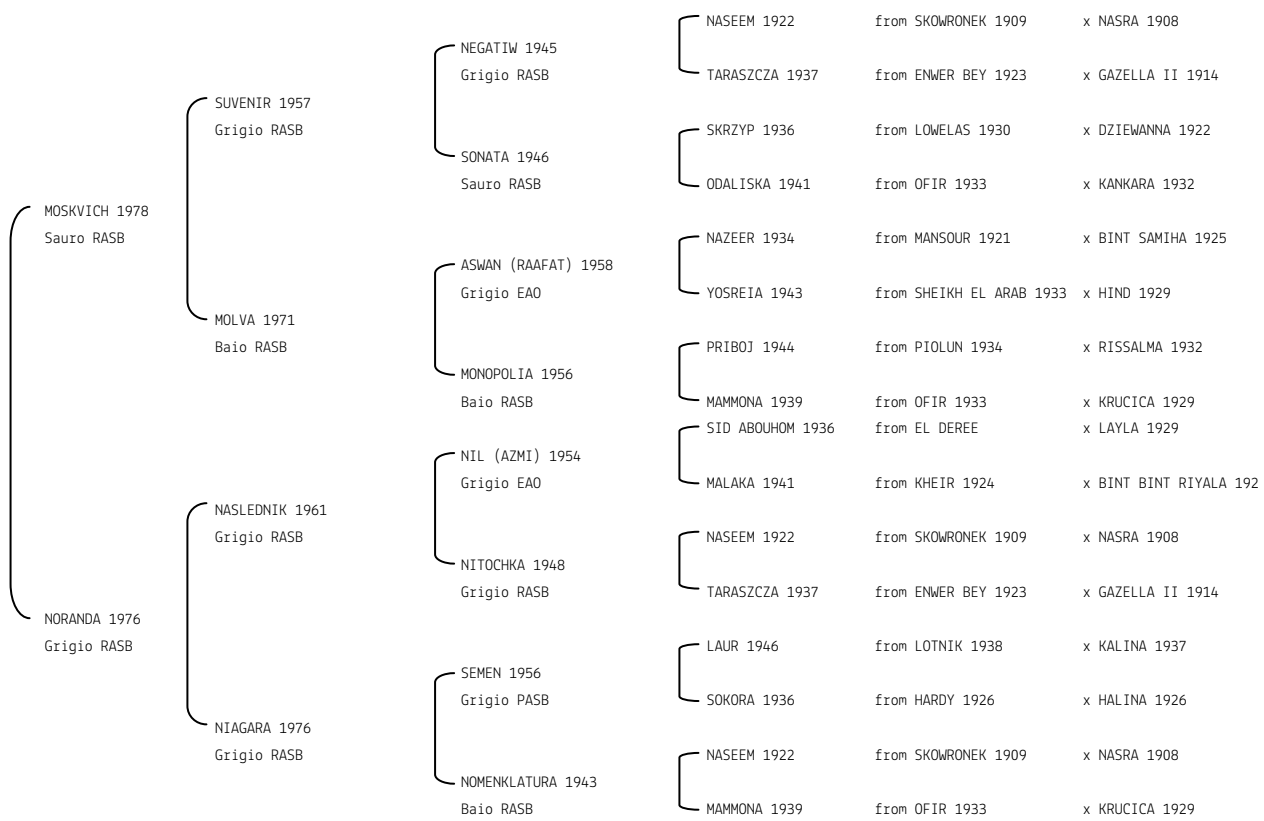 NASEEM 1922 from SKOWRONEK 1909 x NASRA 1908
NEGATIW 1945
Grigio RASB
TARASZCZA 1937 from ENWER BEY 1923 x GAZELLA II 1914
SUVENIR 1957
Grigio RASB
SKRZYP 1936 from LOWELAS 1930 x DZIEWANNA 1922
SONATA 1946
Sauro RASB
ODALISKA 1941 from OFIR 1933 x KANKARA 1932
MOSKVICH 1978
Sauro RASB
NAZEER 1934 from MANSOUR 1921 x BINT SAMIHA 1925
ASWAN (RAAFAT) 1958
Grigio EAO
YOSREIA 1943 from SHEIKH EL ARAB 1933 x HIND 1929
MOLVA 1971
Baio RASB
PRIBOJ 1944 from PIOLUN 1934 x RISSALMA 1932
MONOPOLIA 1956
Baio RASB
MAMMONA 1939 from OFIR 1933 x KRUCICA 1929
SID ABOUHOM 1936 from EL DEREE x LAYLA 1929
NIL (AZMI) 1954
Grigio EAO
MALAKA 1941 from KHEIR 1924 x BINT BINT RIYALA 192
NASLEDNIK 1961
Grigio RASB
NASEEM 1922 from SKOWRONEK 1909 x NASRA 1908
NITOCHKA 1948
Grigio RASB
TARASZCZA 1937 from ENWER BEY 1923 x GAZELLA II 1914
NORANDA 1976
Grigio RASB
LAUR 1946 from LOTNIK 1938 x KALINA 1937
SEMEN 1956
Grigio PASB
SOKORA 1936 from HARDY 1926 x HALINA 1926
NIAGARA 1976
Grigio RASB
NASEEM 1922 from SKOWRONEK 1909 x NASRA 1908
NOMENKLATURA 1943
Baio RASB
MAMMONA 1939 from OFIR 1933 x KRUCICA 1929